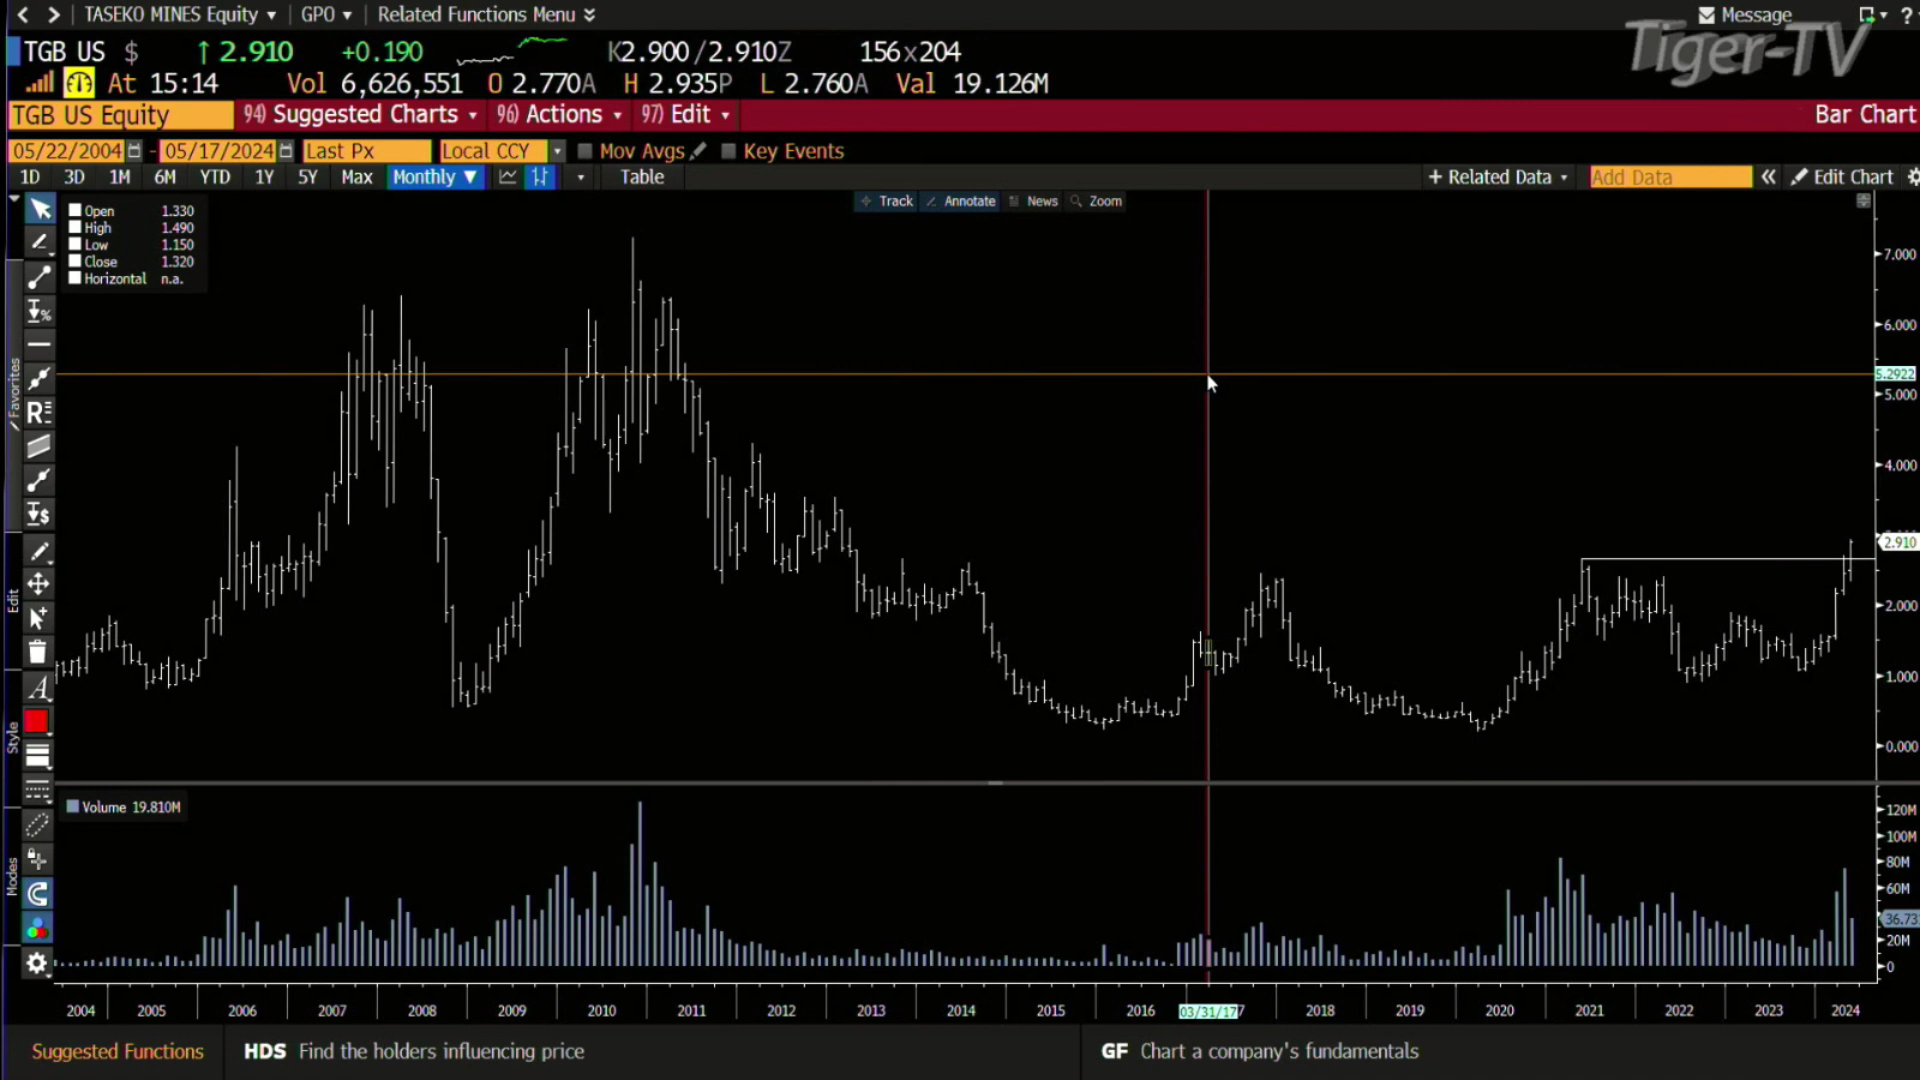 TASEKO MINES Equity GPO Related Functions Menu Message ?
Tiger-TV
TGB US $ ↑ 2.910 +0.190 K2.900/2.910Z 156x204
At 15:14 Vol 6,626,551 O 2.770A H 2.935P L 2.760A Val 19.126M
TGB US Equity 94) Suggested Charts 96) Actions 97) Edit Bar Chart
05/22/2004 - 05/17/2024 Last Px Local CCY Mov Avgs Key Events
1D 3D 1M 6M YTD 1Y 5Y Max Monthly ▼ Table + Related Data Add Data « Edit Chart
Track Annotate News Zoom
Open 1.330
High 1.490
Low 1.150
Close 1.320
Horizontal n.a.
Favorites
Edit
Style
Modes
7.000
6.000
5.2922
5.000
4.000
2.910
2.000
1.000
0.000
Volume 19.810M
120M
100M
80M
60M
36.73
20M
0
2004 2005 2006 2007 2008 2009 2010 2011 2012 2013 2014 2015 2016 03/31/17 7 2018 2019 2020 2021 2022 2023 2024
Suggested Functions HDS Find the holders influencing price GF Chart a company's fundamentals